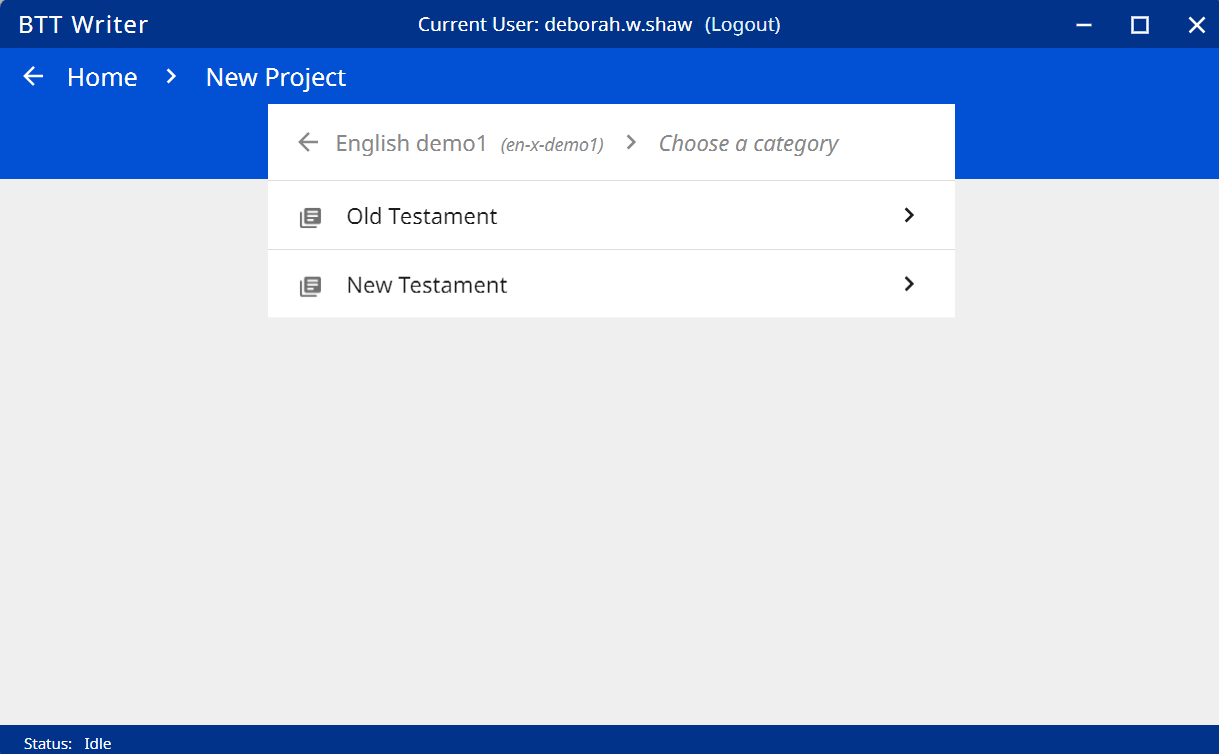 BTT Writer
Current User: deborah.w.shaw (Logout)
Home > New Project
English demo1 (en-x-demo1) > Choose a category
Old Testament
New Testament
Status: Idle